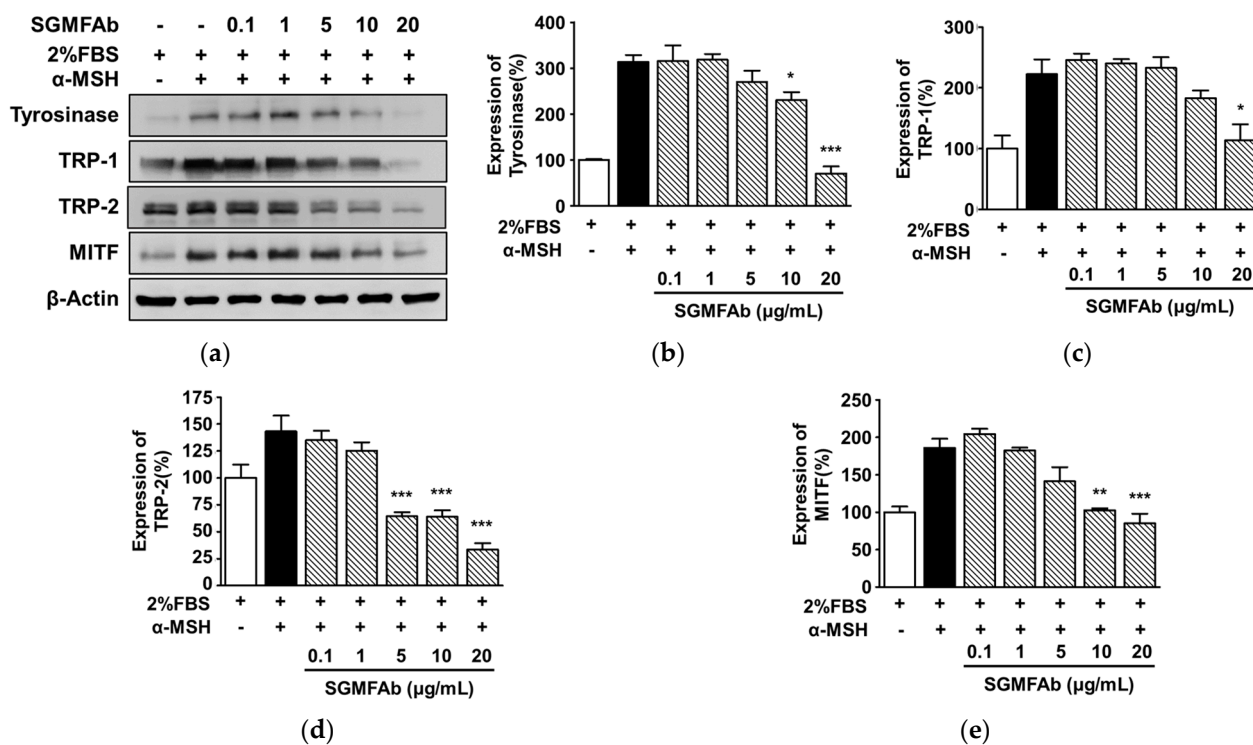 SGMFAb - - 0.1 1 5 10 20
2%FBS + + + + + + +
α-MSH - + + + + + +
Tyrosinase
TRP-1
TRP-2
MITF
β-Actin
(a)
Expression of
Tyrosinase(%)
400
300
200
100
0
* ***
2%FBS + + + + + + +
α-MSH - + + + + + +
0.1 1 5 10 20
SGMFAb (μg/mL)
(b)
Expression of
TRP-1(%)
300
200
100
0
*
2%FBS + + + + + + +
α-MSH - + + + + + +
0.1 1 5 10 20
SGMFAb (μg/mL)
(c)
Expression of
TRP-2(%)
175
150
125
100
75
50
25
0
*** *** ***
2%FBS + + + + + + +
α-MSH - + + + + + +
0.1 1 5 10 20
SGMFAb (μg/mL)
(d)
Expression of
MITF(%)
250
200
150
100
50
0
** ***
2%FBS + + + + + + +
α-MSH - + + + + + +
0.1 1 5 10 20
SGMFAb (μg/mL)
(e)